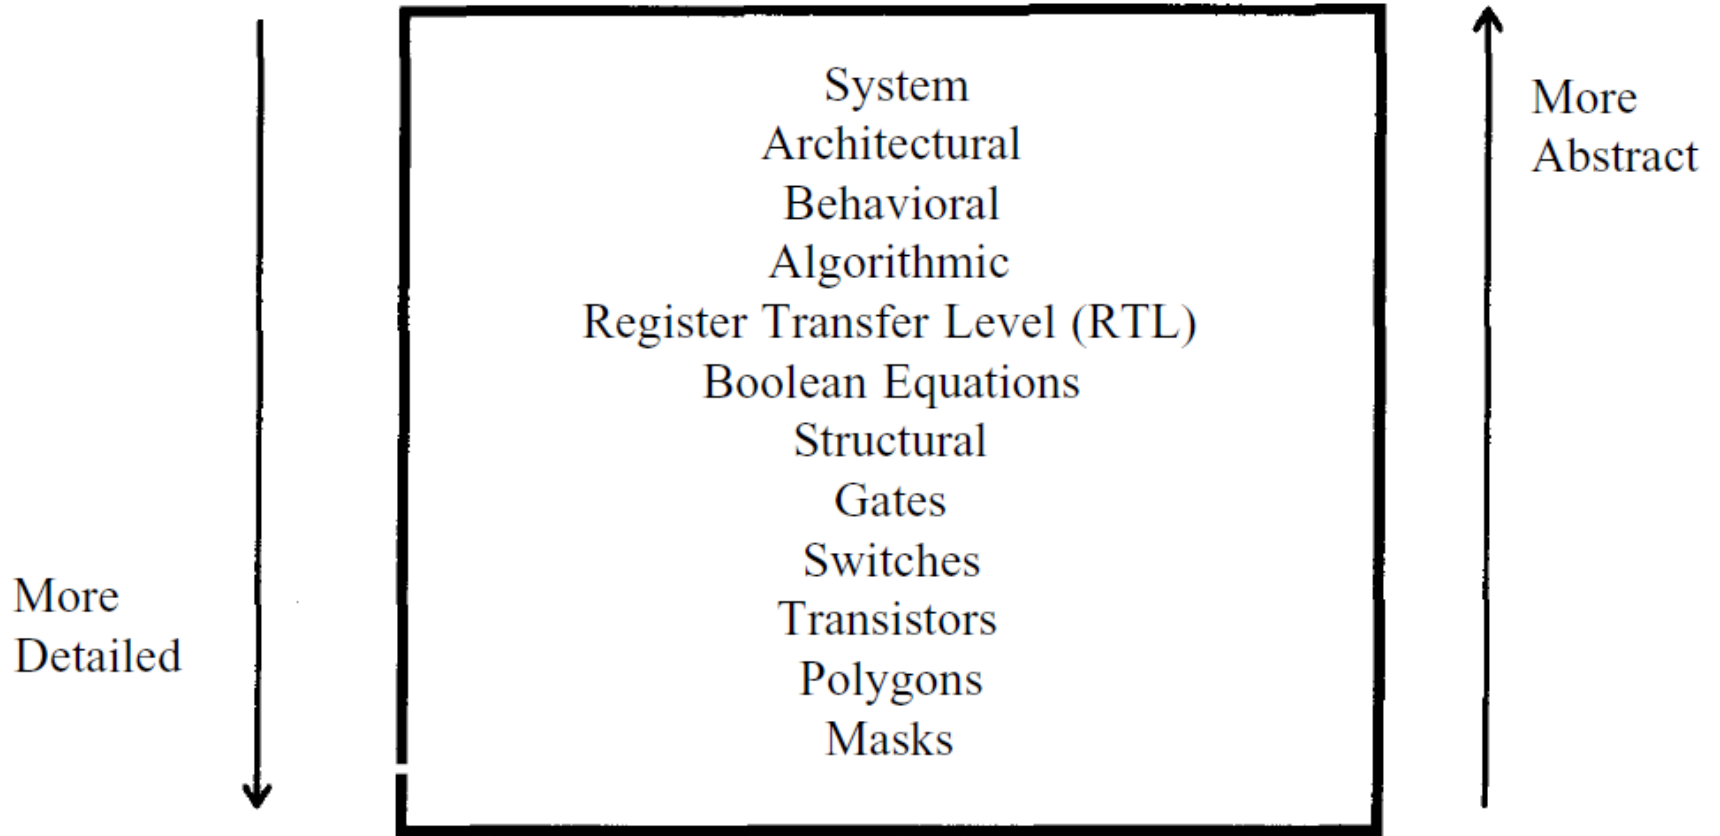 System
More
Abstract
Architectural
Behavioral
Algorithmic
Register Transfer Level (RTL)
Boolean Equations
Structural
Gates
Switches
More
Detailed
Transistors
Polygons
Masks